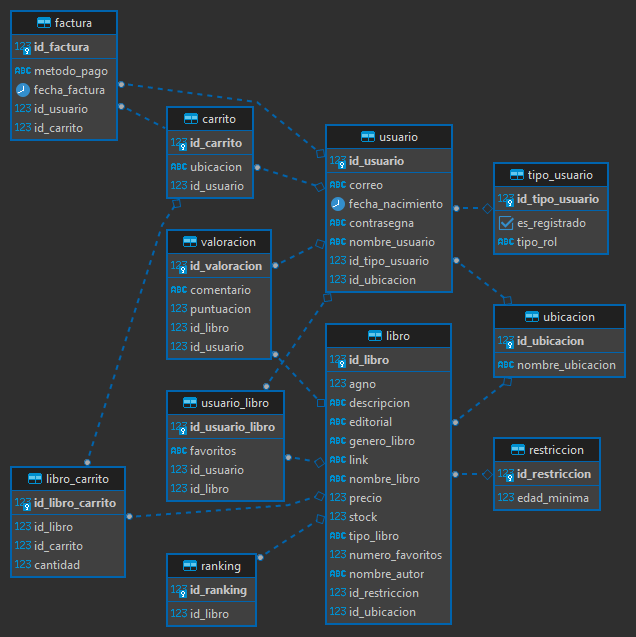 factura
123 id_factura
ABC metodo_pago
fecha_factura
123 id_usuario
123 id_carrito
carrito
123 id_carrito
ABC ubicacion
123 id_usuario
usuario
123 id_usuario
ABC correo
fecha_nacimiento
ABC contrasegna
ABC nombre_usuario
123 id_tipo_usuario
123 id_ubicacion
tipo_usuario
123 id_tipo_usuario
es_registrado
ABC tipo_rol
valoracion
123 id_valoracion
ABC comentario
123 puntuacion
123 id_libro
123 id_usuario
ubicacion
123 id_ubicacion
ABC nombre_ubicacion
libro
123 id_libro
123 agno
ABC descripcion
ABC editorial
ABC genero_libro
ABC link
ABC nombre_libro
123 precio
123 stock
ABC tipo_libro
123 numero_favoritos
ABC nombre_autor
123 id_restriccion
123 id_ubicacion
usuario_libro
123 id_usuario_libro
ABC favoritos
123 id_usuario
123 id_libro
restriccion
123 id_restriccion
123 edad_minima
libro_carrito
123 id_libro_carrito
123 id_libro
123 id_carrito
123 cantidad
ranking
123 id_ranking
123 id_libro